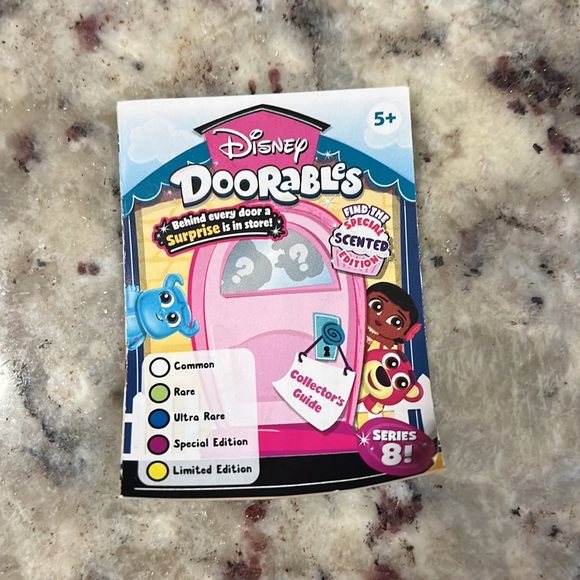 5+
Disney
Doorables
Behind every door a
Surprise is in store!
FIND THE
SPECIAL
SCENTED
EDITION
? ?
Collector's
Guide
Common
Rare
Ultra Rare
Special Edition
Limited Edition
SERIES
8!